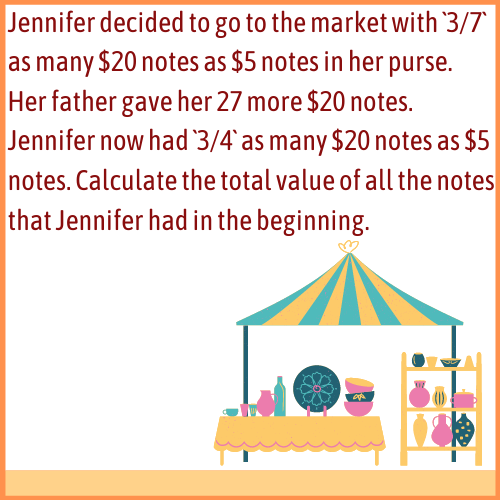 Jennifer decided to go to the market with `3/7`
as many $20 notes as $5 notes in her purse.
Her father gave her 27 more $20 notes.
Jennifer now had `3/4` as many $20 notes as $5
notes. Calculate the total value of all the notes
that Jennifer had in the beginning.